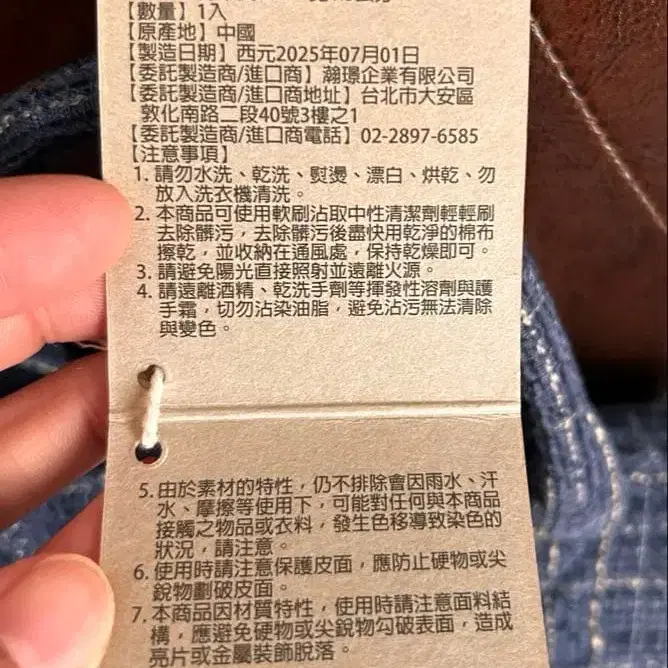 【數量】1入
【原產地】中國
【製造日期】西元2025年07月01日
【委託製造商/進口商】瀚璟企業有限公司
【委託製造商/進口商地址】台北市大安區
敦化南路二段40號3樓之1
【委託製造商/進口商電話】02-2897-6585
【注意事項】
1. 請勿水洗、乾洗、熨燙、漂白、烘乾、勿
放入洗衣機清洗。
2. 本商品可使用軟刷沾取中性清潔劑輕輕刷
去除髒污，去除髒污後盡快用乾淨的棉布
擦乾，並收納在通風處，保持乾燥即可。
3. 請避免陽光直接照射並遠離火源。
4. 請遠離酒精、乾洗手劑等揮發性溶劑與護
手霜，切勿沾染油脂，避免沾污無法清除
與變色。
5. 由於素材的特性，仍不排除會因雨水、汗
水、摩擦等使用下，可能對任何與本商品
接觸之物品或衣料，發生色移導致染色的
狀況，請注意。
6. 使用時請注意保護皮面，應防止硬物或尖
銳物劃破皮面。
7. 本商品因材質特性，使用時請注意面料結
構，應避免硬物或尖銳物勾破表面，造成
亮片或金屬裝飾脫落。